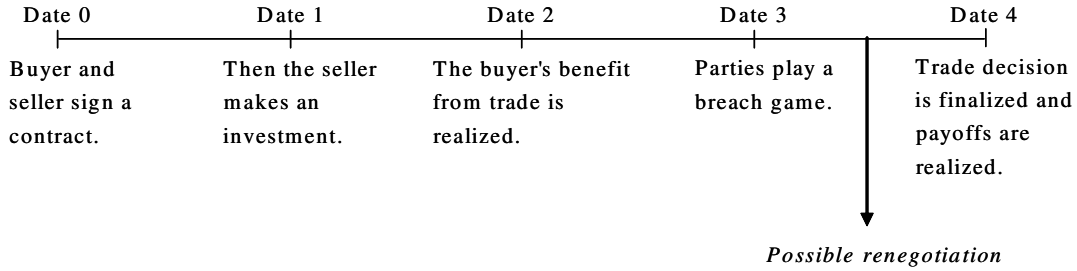 Date 0
Date 1
Date 2
Date 3
Date 4
Buyer and
seller sign a
contract.
Then the seller
makes an
investment.
The buyer's benefit
from trade is
realized.
Parties play a
breach game.
Trade decision
is finalized and
payoffs are
realized.
Possible renegotiation